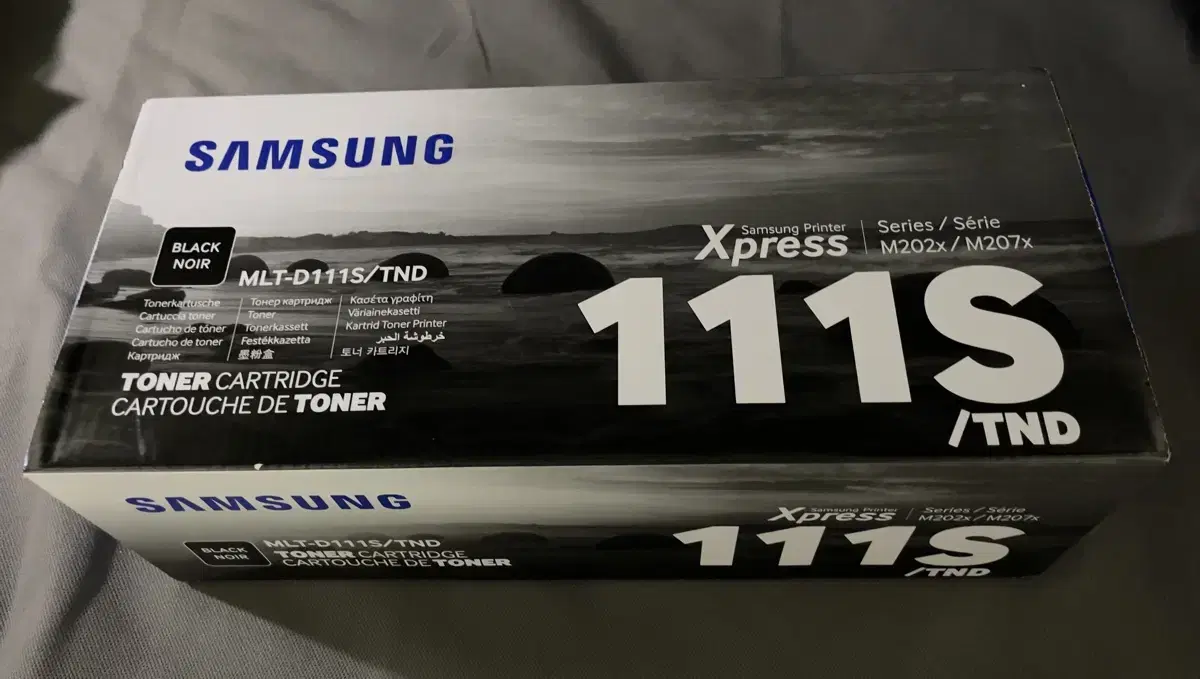 SAMSUNG
BLACK
NOIR
MLT-D111S/TND
Tonerkartusche
Cartuccia toner
Cartucho de tóner
Cartucho de toner
Картридж
Тонер картридж
Toner
Tonerkassett
Festékkazetta
墨粉盒
Κασέτα γραφίτη
Väriainekasetti
Kartrid Toner Printer
خرطوشة الحبر
토너 카트리지
TONER CARTRIDGE
CARTOUCHE DE TONER
Samsung Printer
Xpress
Series / Série
M202x / M207x
111S
/TND
SAMSUNG
BLACK
NOIR
MLT-D111S/TND
TONER CARTRIDGE
CARTOUCHE DE TONER
Samsung Printer
Xpress
Series / Série
M202x / M207x
111S
/TND